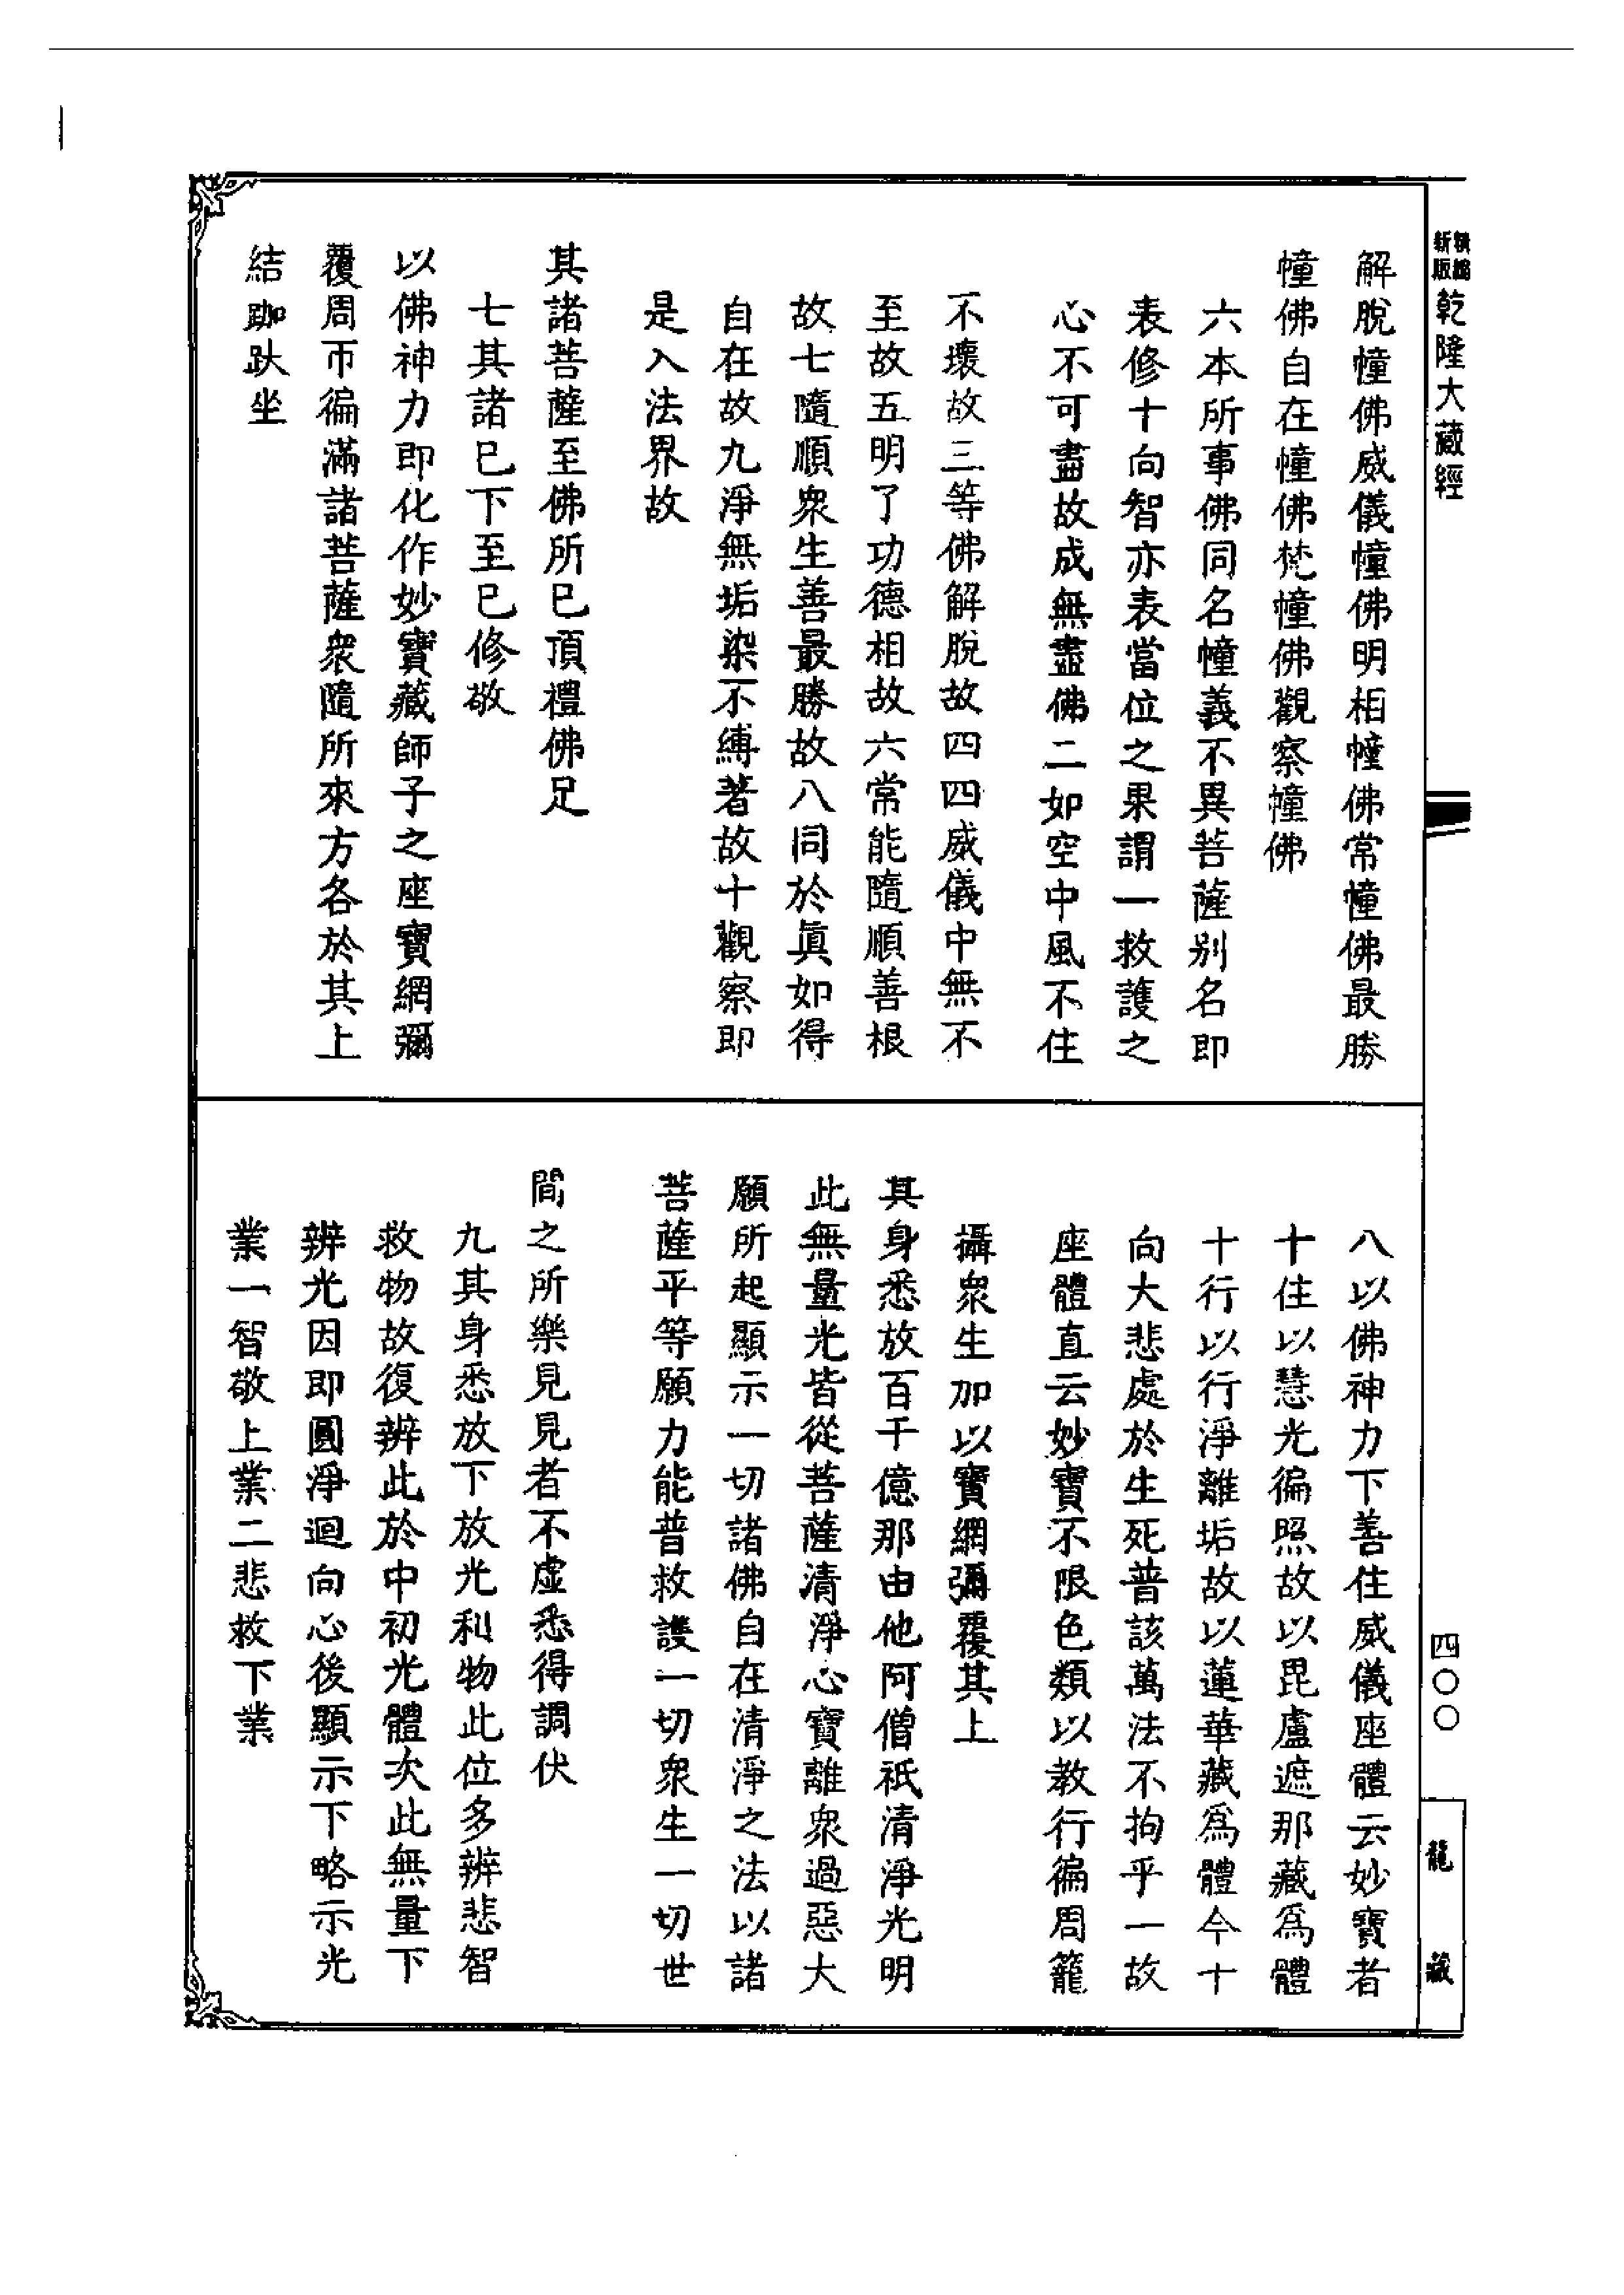 新編
新版
乾隆大藏經
解脫幢佛威儀幢佛明相幢佛常幢佛最勝
幢佛自在幢佛梵幢佛觀察幢佛
六本所事佛同名幢義不異菩薩別名即
表修十向智亦表當位之果謂一救護之
心不可盡故成無盡佛二如空中風不住
不壞故三等佛解脫故四四威儀中無不
至故五明了功德相故六常能隨順善根
故七隨順衆生善最勝故八同於眞如得
自在故九淨無垢染不縛著故十觀察即
是入法界故
其諸菩薩至佛所已頂禮佛足
七其諸已下至已修敬
以佛神力即化作妙寶藏師子之座寶網彌
覆周帀徧滿諸菩薩衆隨所來方各於其上
結跏趺坐
八以佛神力下善住威儀座體云妙寶者
十住以慧光徧照故以毘盧遮那藏爲體
十行以行淨離垢故以蓮華藏爲體今十
向大悲處於生死普該萬法不拘乎一故
座體直云妙寶不限色類以教行徧周籠
攝衆生加以寶網彌覆其上
其身悉放百千億那由他阿僧祇清淨光明
此無量光皆從菩薩清淨心寶離衆過惡大
願所起顯示一切諸佛自在清淨之法以諸
菩薩平等願力能普救護一切衆生一切世
間之所樂見見者不虛悉得調伏
九其身悉放下放光利物此位多辨悲智
救物故復辨此於中初光體次此無量下
辨光因即圓淨迴向心後顯示下略示光
業一智敬上業二悲救下業
四〇〇
龍藏